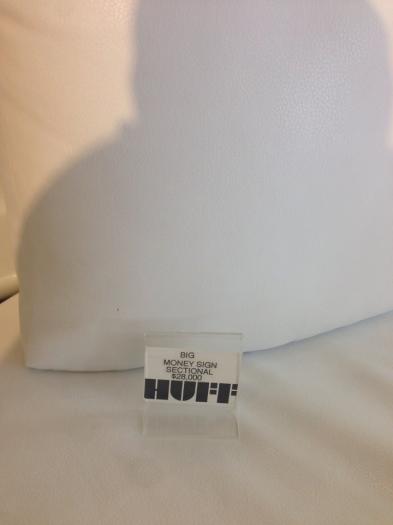 BIG
MONEY SIGN
SECTIONAL
$28,000
HUFF